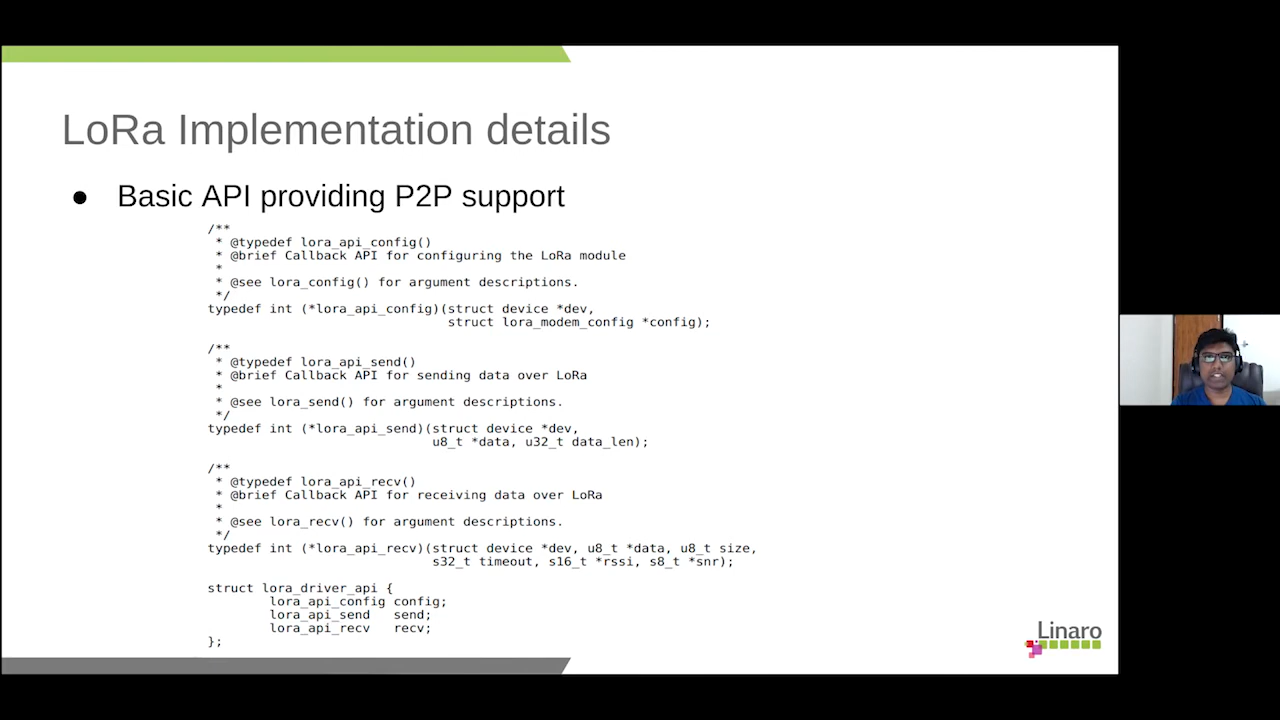 LoRa Implementation details
● Basic API providing P2P support
/**
 * @typedef lora_api_config()
 * @brief Callback API for configuring the LoRa module
 *
 * @see lora_config() for argument descriptions.
 */
typedef int (*lora_api_config)(struct device *dev,
                               struct lora_modem_config *config);
/**
 * @typedef lora_api_send()
 * @brief Callback API for sending data over LoRa
 *
 * @see lora_send() for argument descriptions.
 */
typedef int (*lora_api_send)(struct device *dev,
                             u8_t *data, u32_t data_len);
/**
 * @typedef lora_api_recv()
 * @brief Callback API for receiving data over LoRa
 *
 * @see lora_recv() for argument descriptions.
 */
typedef int (*lora_api_recv)(struct device *dev, u8_t *data, u8_t size,
                             s32_t timeout, s16_t *rssi, s8_t *snr);
struct lora_driver_api {
        lora_api_config config;
        lora_api_send   send;
        lora_api_recv   recv;
};
Linaro